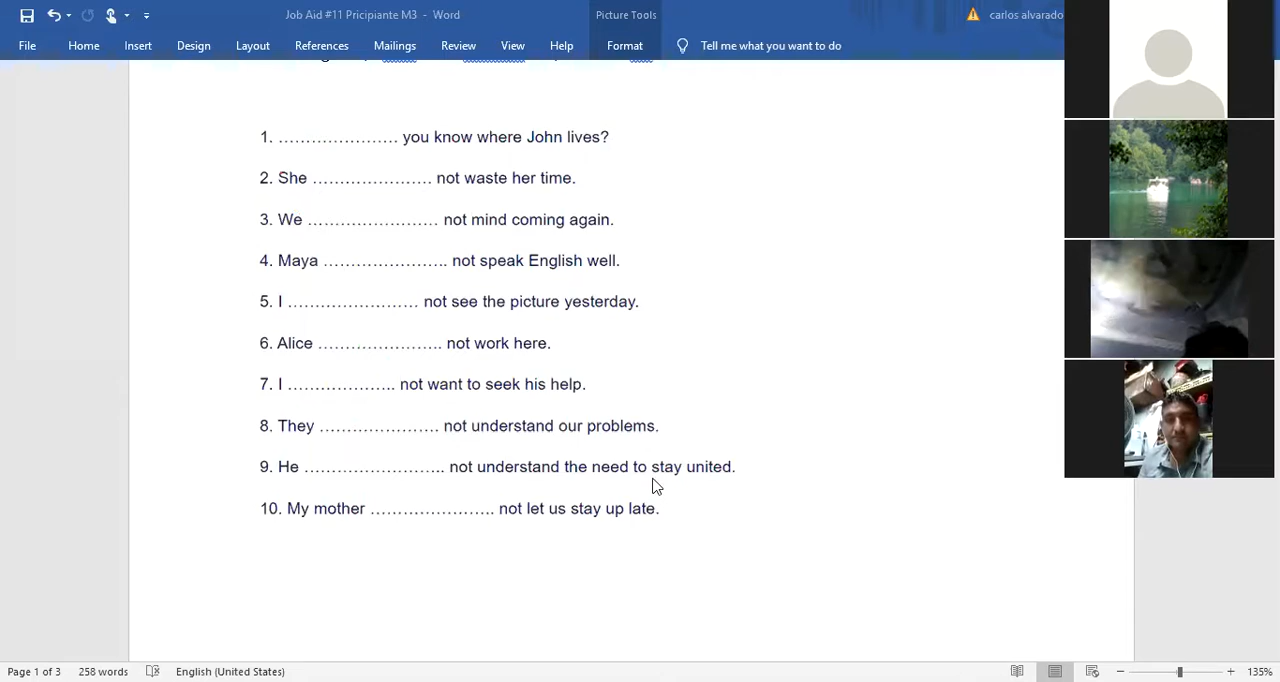 Job Aid #11 Pricipiante M3 - Word
Picture Tools
carlos alvarado
File Home Insert Design Layout References Mailings Review View Help Format Tell me what you want to do
1. ………………… you know where John lives?
2. She ………………… not waste her time.
3. We …………………… not mind coming again.
4. Maya ………………….. not speak English well.
5. I …………………… not see the picture yesterday.
6. Alice ………………….. not work here.
7. I ……………….. not want to seek his help.
8. They ………………… not understand our problems.
9. He …………………….. not understand the need to stay united.
10. My mother …………………. not let us stay up late.
Page 1 of 3 258 words English (United States) 135%